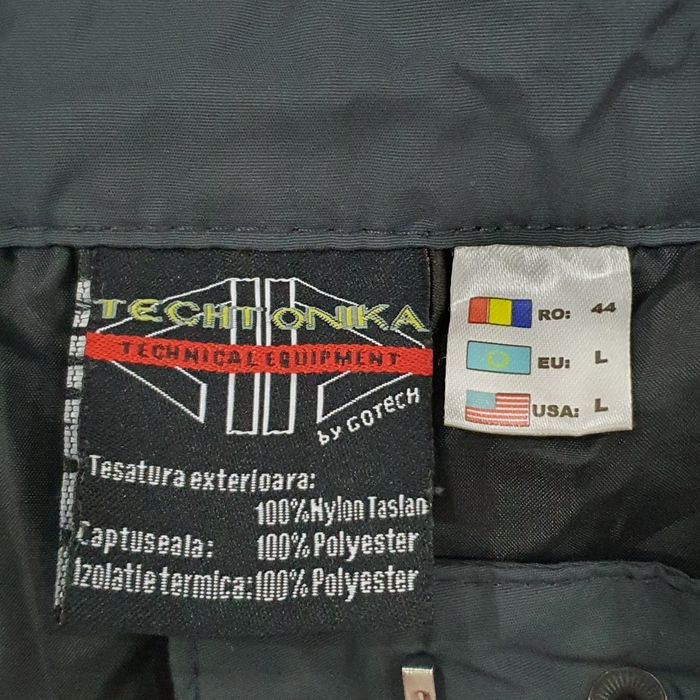 TECHTONIKA
TECHNICAL EQUIPMENT
by GOTECH
Tesatura exterioara:
100%Nylon Taslan
Captuseala: 100%Polyester
Izolatie termica:100%Polyester
RO: 44
EU: L
USA: L